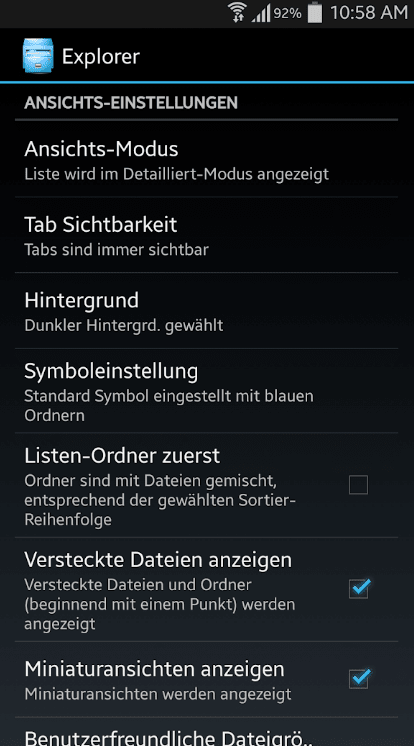 92% 10:58 AM
Explorer
ANSICHTS-EINSTELLUNGEN
Ansichts-Modus
Liste wird im Detailliert-Modus angezeigt
Tab Sichtbarkeit
Tabs sind immer sichtbar
Hintergrund
Dunkler Hintergrd. gewählt
Symboleinstellung
Standard Symbol eingestellt mit blauen
Ordnern
Listen-Ordner zuerst
Ordner sind mit Dateien gemischt,
entsprechend der gewählten Sortier-
Reihenfolge
Versteckte Dateien anzeigen
Versteckte Dateien und Ordner
(beginnend mit einem Punkt) werden
angezeigt
Miniaturansichten anzeigen
Miniaturansichten werden angezeigt
Benutzerfreundliche Dateigrö..